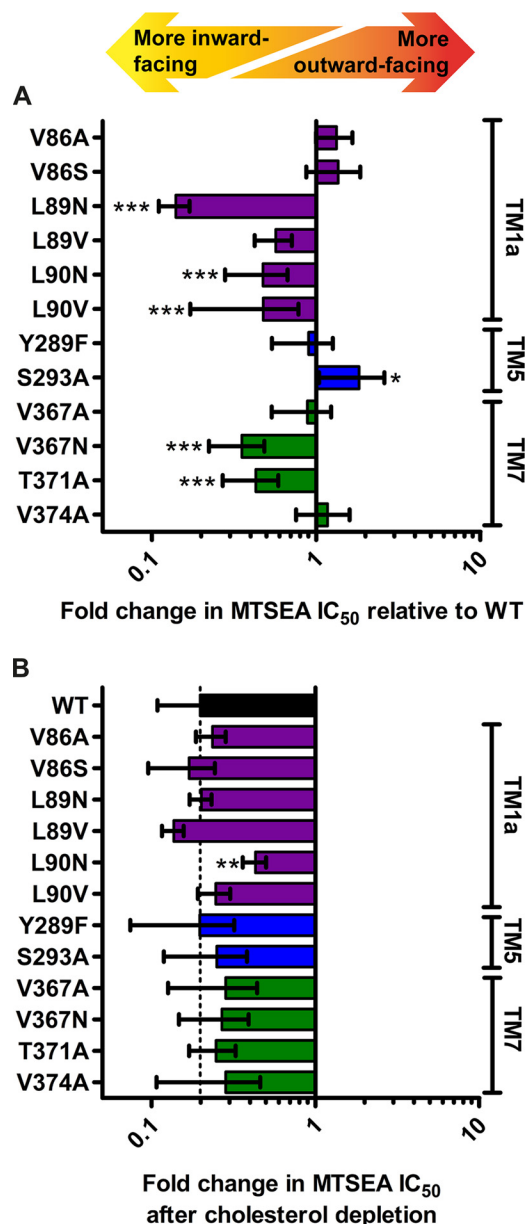 More inward-
facing
More
outward-facing
A
V86A
V86S
L89N
***
L89V
L90N
***
L90V
***
TM1a
Y289F
S293A
*
TM5
V367A
V367N
***
T371A
***
V374A
TM7
0.1
1
10
Fold change in MTSEA IC50 relative to WT
B
WT
V86A
V86S
L89N
L89V
L90N
**
L90V
TM1a
Y289F
S293A
TM5
V367A
V367N
T371A
V374A
TM7
0.1
1
10
Fold change in MTSEA IC50
after cholesterol depletion